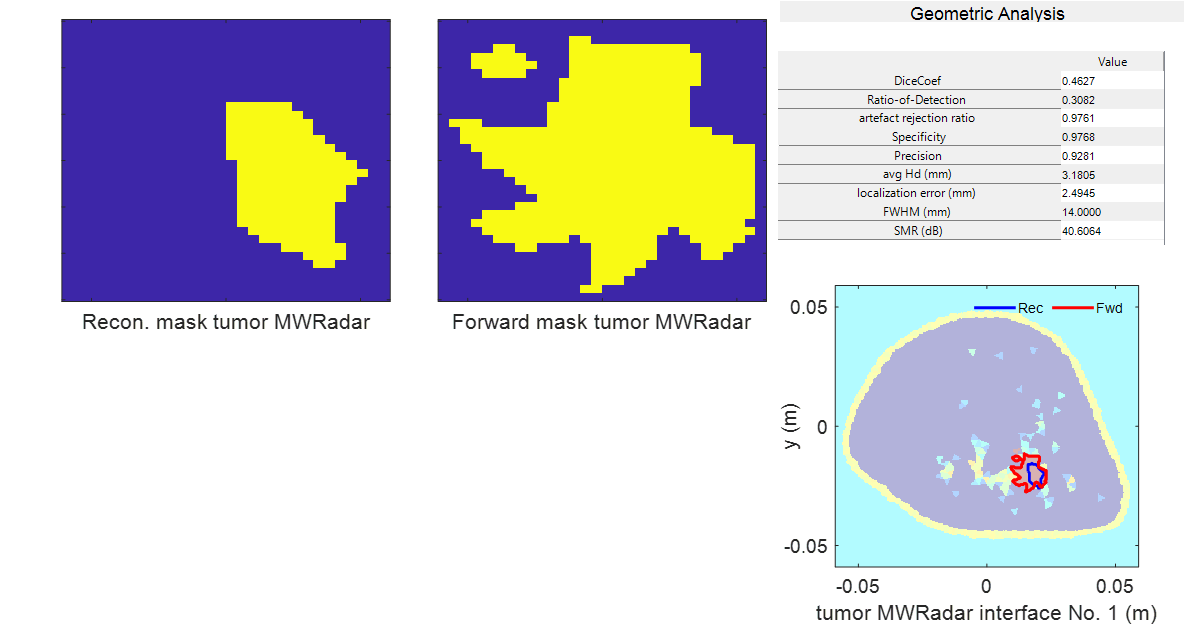 Geometric Analysis
Value
DiceCoef 0.4627
Ratio-of-Detection 0.3082
artefact rejection ratio 0.9761
Specificity 0.9768
Precision 0.9281
avg Hd (mm) 3.1805
localization error (mm) 2.4945
FWHM (mm) 14.0000
SMR (dB) 40.6064
Recon. mask tumor MWRadar
Forward mask tumor MWRadar
Rec Fwd
0.05
0
-0.05
y (m)
-0.05 0 0.05
tumor MWRadar interface No. 1 (m)